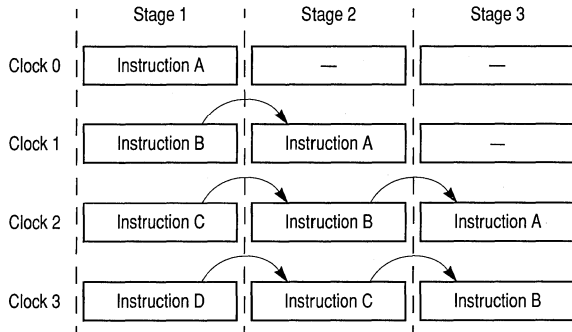 Stage 1 Stage 2 Stage 3
Clock 0 Instruction A — —
Clock 1 Instruction B Instruction A —
Clock 2 Instruction C Instruction B Instruction A
Clock 3 Instruction D Instruction C Instruction B